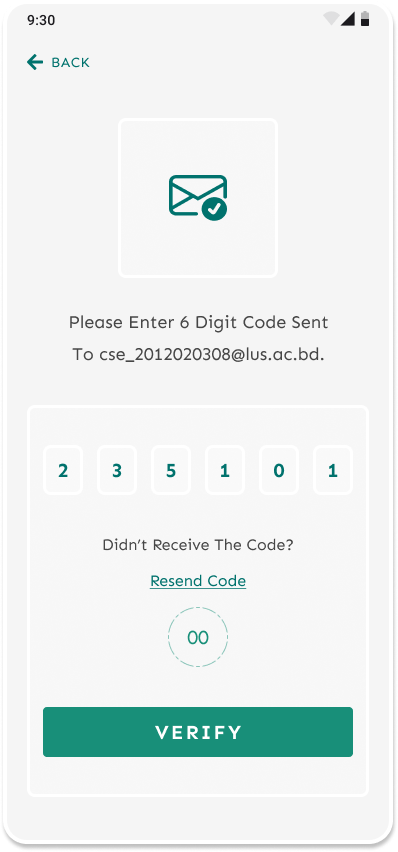 9:30
BACK
Please Enter 6 Digit Code Sent
To cse_2012020308@lus.ac.bd.
2 3 5 1 0 1
Didn't Receive The Code?
Resend Code
00
VERIFY